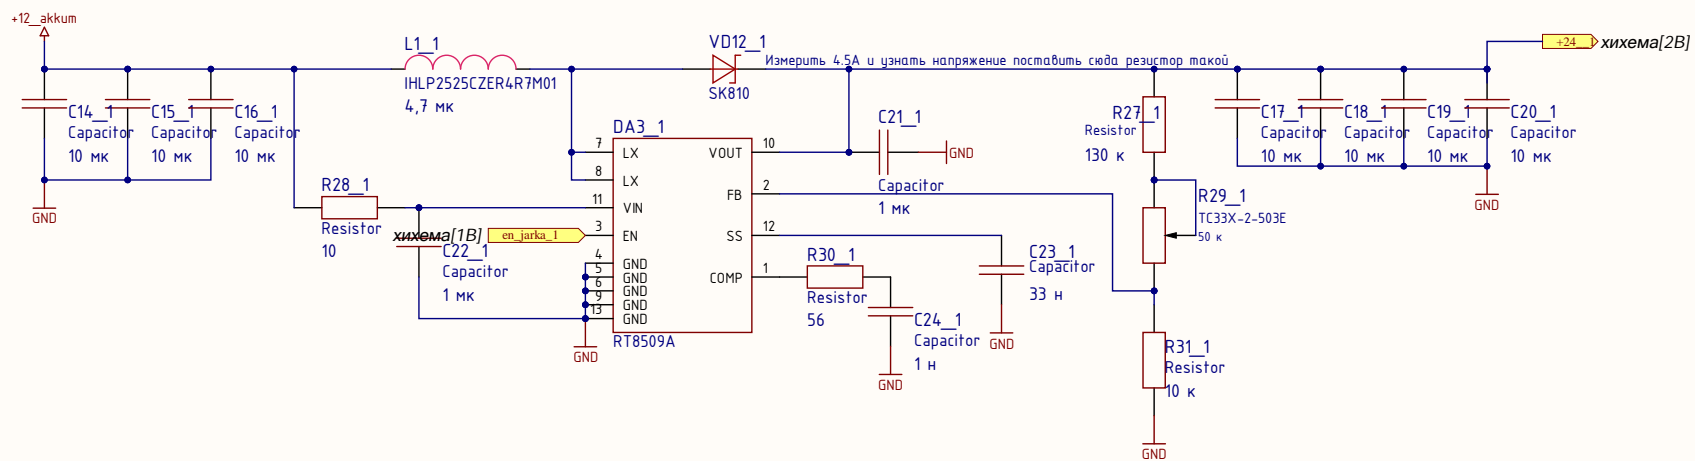 +12_akkum
L1_1
IHLP2525CZER4R7M01
4,7 мк
VD12_1
SK810
Измерить 4.5А и узнать напряжение поставить сюда резистор такой
+24_1
хихема[2B]
C14_1
Capacitor
10 мк
C15_1
Capacitor
10 мк
C16_1
Capacitor
10 мк
GND
R28_1
Resistor
10
хихема[1B]
en_jarka_1
C22_1
Capacitor
1 мк
DA3_1
7
LX
8
LX
11
VIN
3
EN
4
GND
5
GND
6
GND
9
GND
13
GND
VOUT
10
FB
2
SS
12
COMP
1
RT8509A
GND
C21_1
Capacitor
1 мк
GND
R30_1
Resistor
56
C24_1
Capacitor
1 н
GND
C23_1
Capacitor
33 н
GND
R27_1
Resistor
130 к
R29_1
TC33X-2-503E
50 к
R31_1
Resistor
10 к
GND
C17_1
Capacitor
10 мк
C18_1
Capacitor
10 мк
C19_1
Capacitor
10 мк
C20_1
Capacitor
10 мк
GND